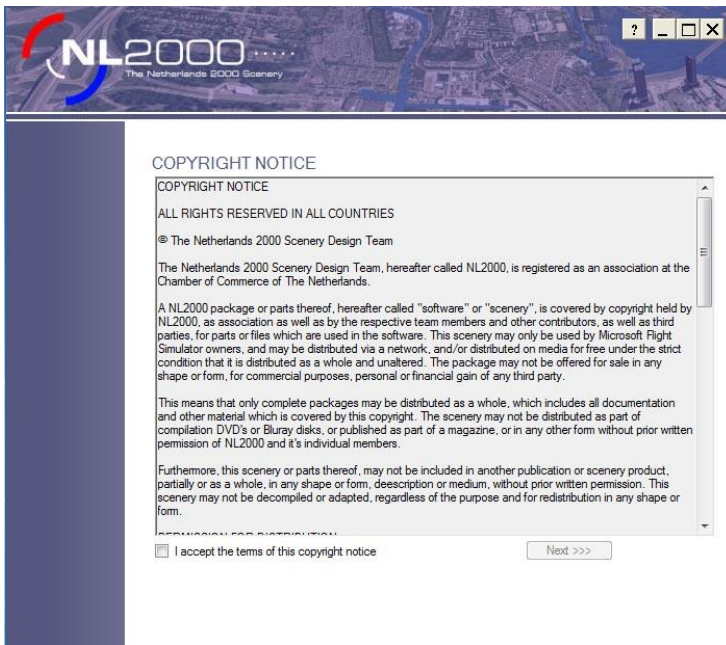 NL2000.....
The Netherlands 2000 Scenery
?
COPYRIGHT NOTICE
COPYRIGHT NOTICE
ALL RIGHTS RESERVED IN ALL COUNTRIES
© The Netherlands 2000 Scenery Design Team
The Netherlands 2000 Scenery Design Team, hereafter called NL2000, is registered as an association at the
Chamber of Commerce of The Netherlands.
A NL2000 package or parts thereof, hereafter called "software" or "scenery", is covered by copyright held by
NL2000, as association as well as by the respective team members and other contributors, as well as third
parties, for parts or files which are used in the software. This scenery may only be used by Microsoft Flight
Simulator owners, and may be distributed via a network, and/or distributed on media for free under the strict
condition that it is distributed as a whole and unaltered. The package may not be offered for sale in any
shape or form, for commercial purposes, personal or financial gain of any third party.
This means that only complete packages may be distributed as a whole, which includes all documentation
and other material which is covered by this copyright. The scenery may not be distributed as part of
compilation DVD's or Bluray disks, or published as part of a magazine, or in any other form without prior written
permission of NL2000 and it's individual members.
Furthermore, this scenery or parts thereof, may not be included in another publication or scenery product,
partially or as a whole, in any shape or form, deescription or medium, without prior written permission. This
scenery may not be decompiled or adapted, regardless of the purpose and for redistribution in any shape or
form.
PERMISSION FOR DISTRIBUTION
I accept the tems of this copyright notice
Next >>>